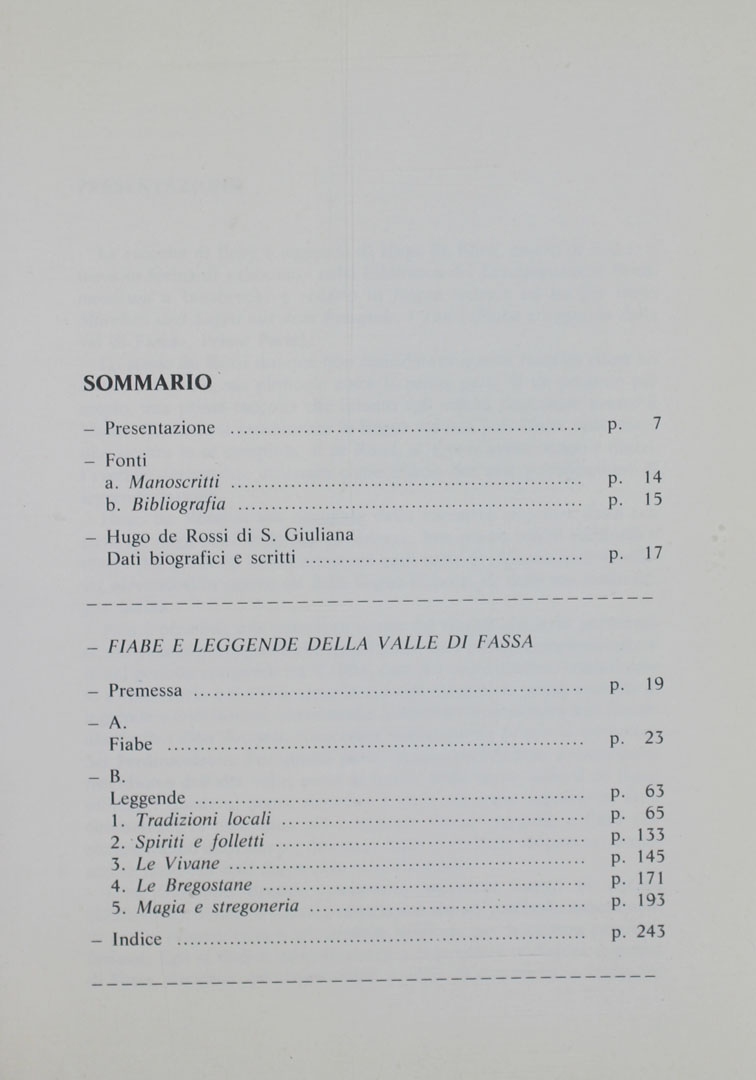 SOMMARIO
– Presentazione ................................................ p. 7
– Fonti
a. Manoscritti ................................................ p. 14
b. Bibliografia ................................................ p. 15
– Hugo de Rossi di S. Giuliana
Dati biografici e scritti ........................................ p. 17
– FIABE E LEGGENDE DELLA VALLE DI FASSA
– Premessa ...................................................... p. 19
– A.
Fiabe ......................................................... p. 23
– B.
Leggende ...................................................... p. 63
1. Tradizioni locali .......................................... p. 65
2. Spiriti e folletti .......................................... p. 133
3. Le Vivane .................................................. p. 145
4. Le Bregostane .............................................. p. 171
5. Magia e stregoneria ........................................ p. 193
– Indice ........................................................ p. 243